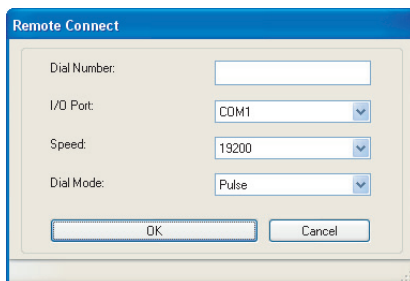 Remote Connect
Dial Number:
I/O Port: COM1
Speed: 19200
Dial Mode: Pulse
OK Cancel